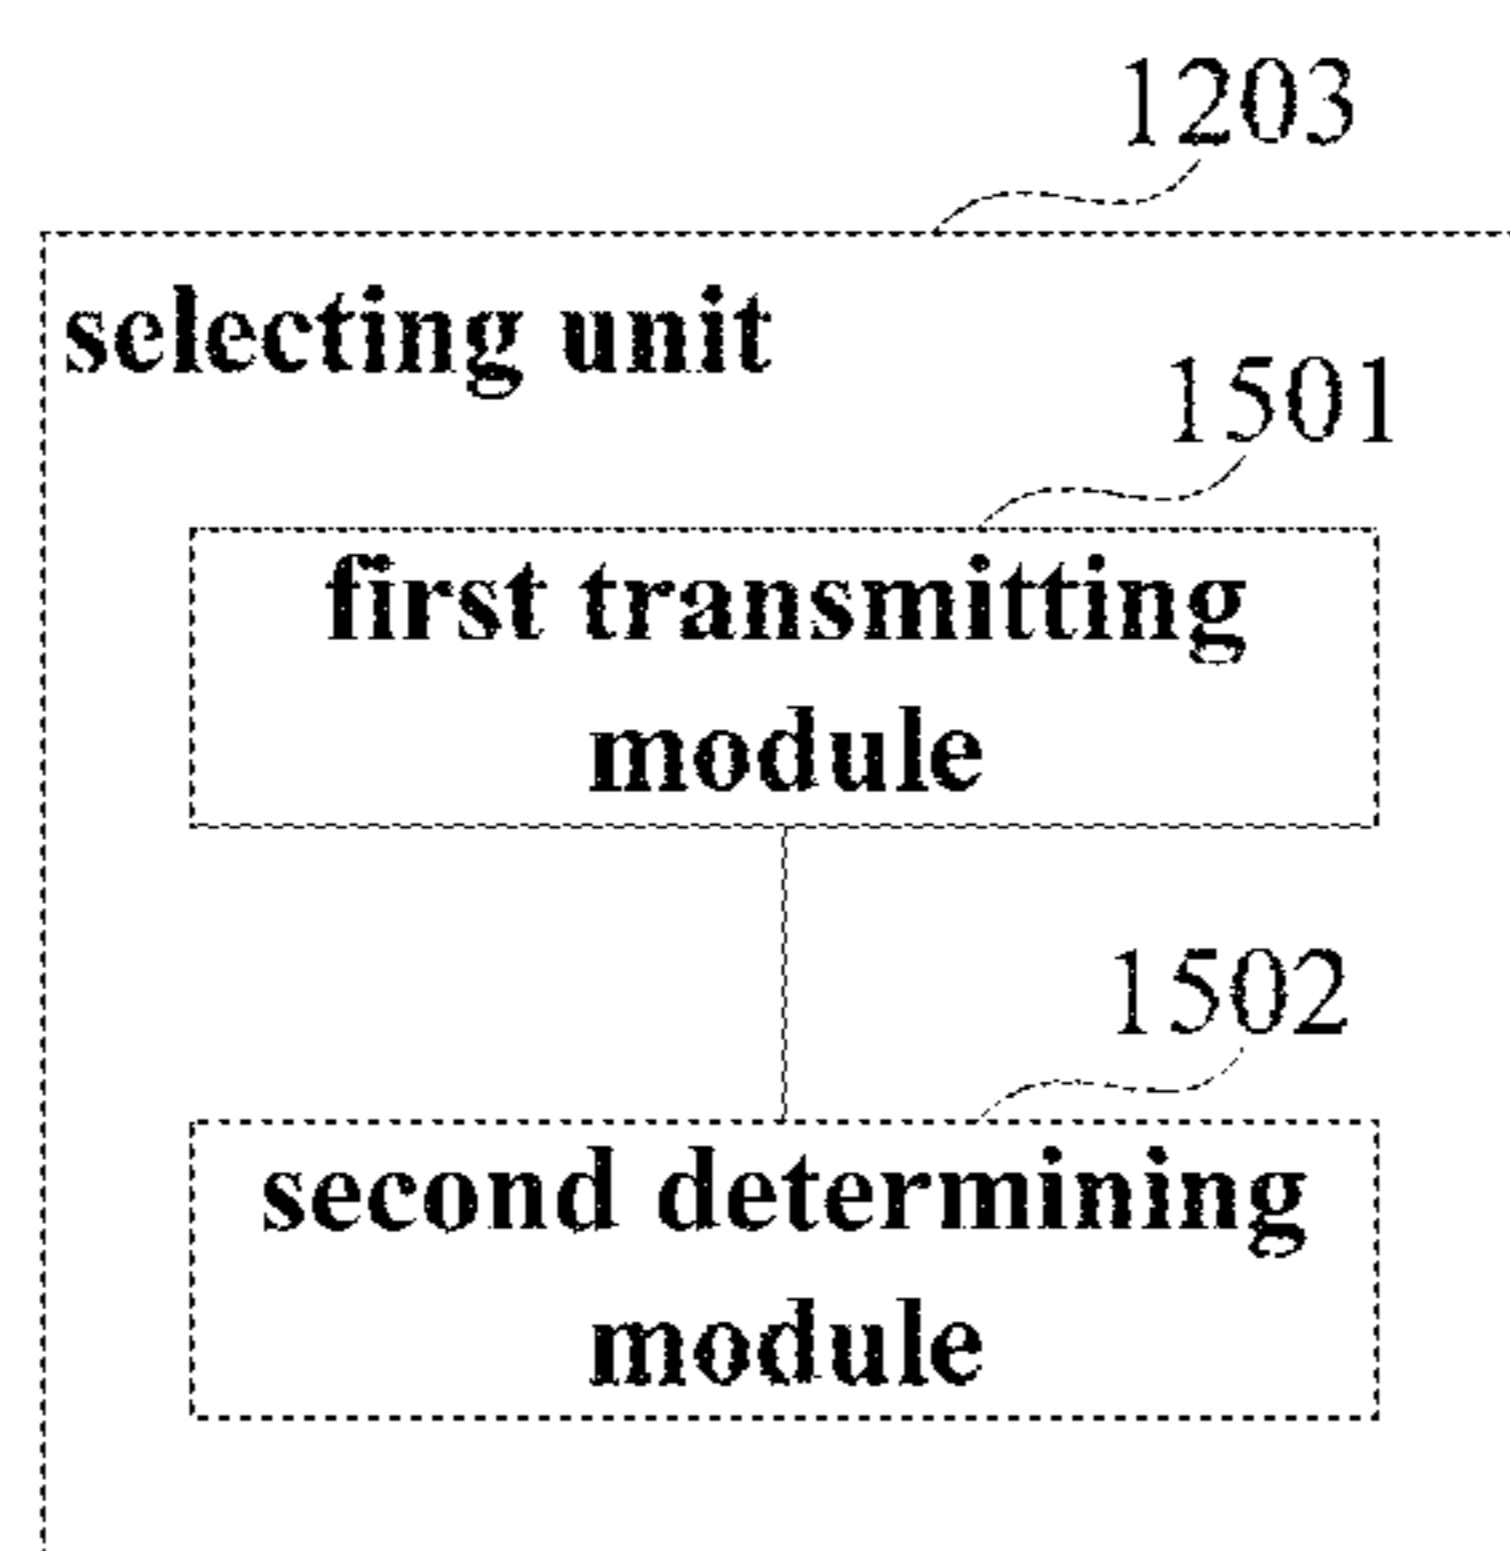 1203
selecting unit
1501
first transmitting
module
1502
second determining
module